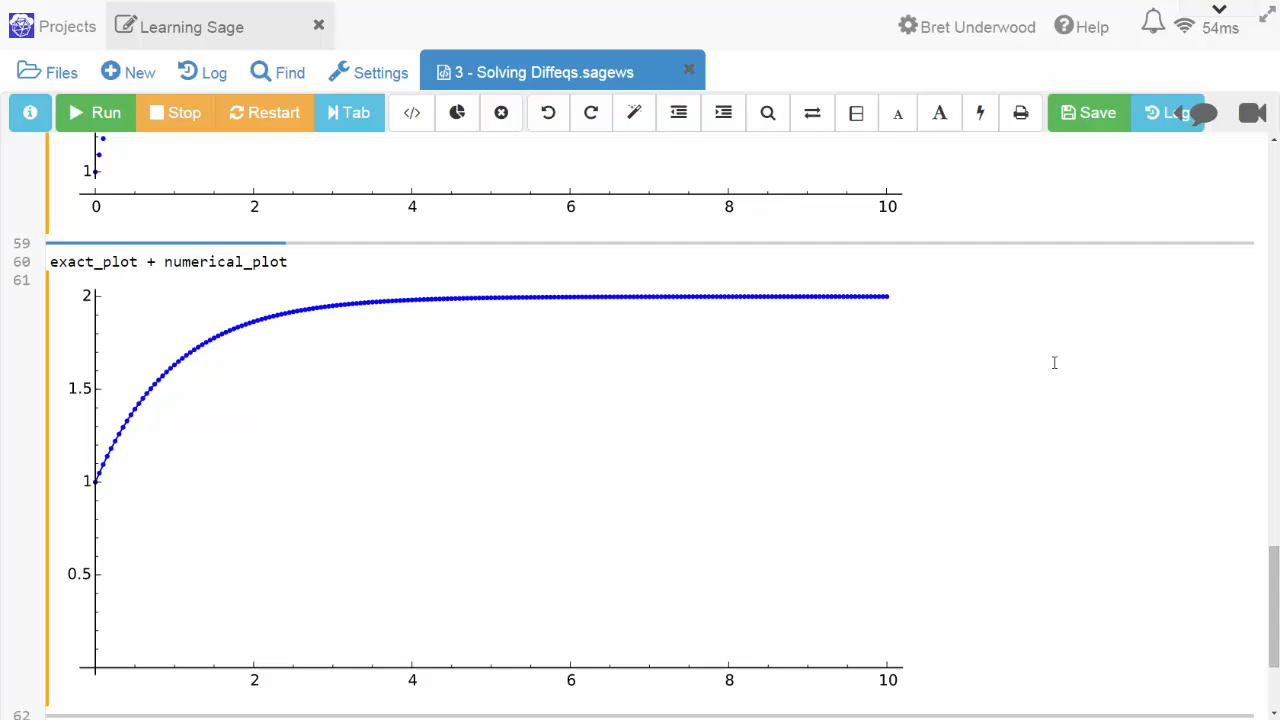 Projects
Learning Sage
Bret Underwood
Help
54ms
Files
New
Log
Find
Settings
3 - Solving Diffeqs.sagews
Run
Stop
Restart
Tab
</>
A
A
Save
Log
1
0 2 4 6 8 10
59
60 exact_plot + numerical_plot
61
2
1.5
1
0.5
2 4 6 8 10
62